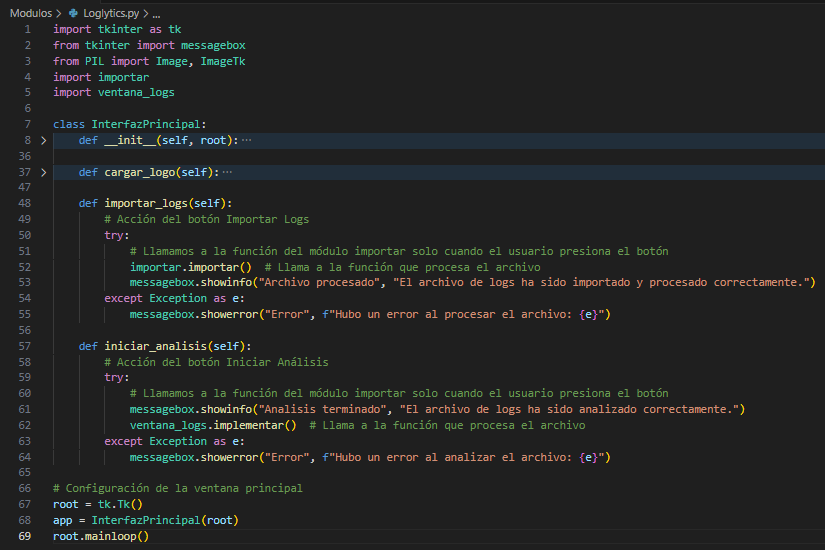 Modulos > Loglytics.py > ...
1 import tkinter as tk
2 from tkinter import messagebox
3 from PIL import Image, ImageTk
4 import importar
5 import ventana_logs
6
7 class InterfazPrincipal:
8 > def __init__(self, root): ...
36
37 > def cargar_logo(self): ...
47
48 def importar_logs(self):
49 # Acción del botón Importar Logs
50 try:
51 # Llamamos a la función del módulo importar solo cuando el usuario presiona el botón
52 importar.importar()  # Llama a la función que procesa el archivo
53 messagebox.showinfo("Archivo procesado", "El archivo de logs ha sido importado y procesado correctamente.")
54 except Exception as e:
55 messagebox.showerror("Error", f"Hubo un error al procesar el archivo: {e}")
56
57 def iniciar_analisis(self):
58 # Acción del botón Iniciar Análisis
59 try:
60 # Llamamos a la función del módulo importar solo cuando el usuario presiona el botón
61 messagebox.showinfo("Analisis terminado", "El archivo de logs ha sido analizado correctamente.")
62 ventana_logs.implementar()  # Llama a la función que procesa el archivo
63 except Exception as e:
64 messagebox.showerror("Error", f"Hubo un error al analizar el archivo: {e}")
65
66 # Configuración de la ventana principal
67 root = tk.Tk()
68 app = InterfazPrincipal(root)
69 root.mainloop()